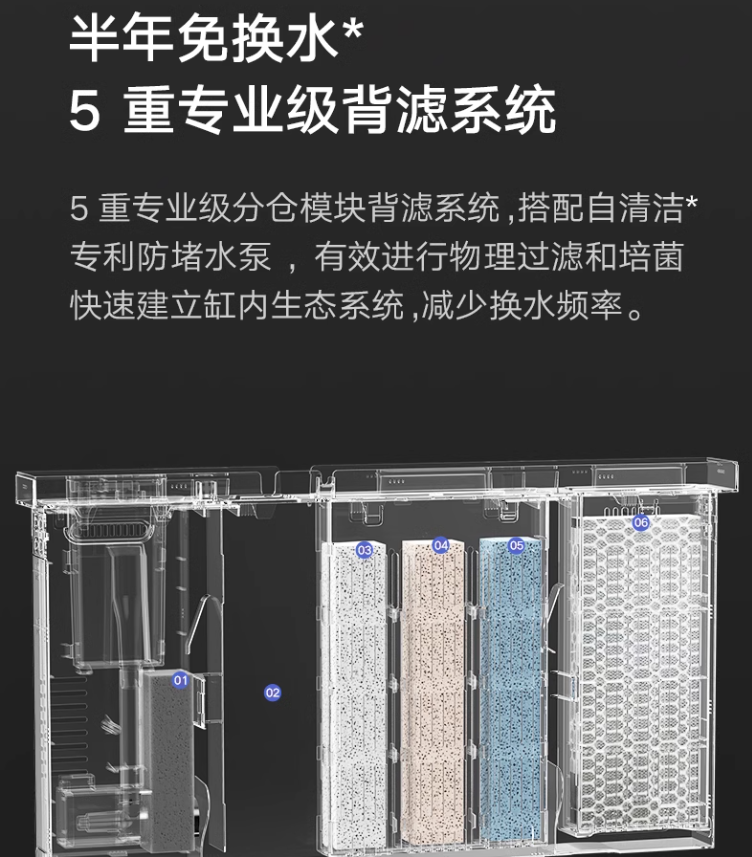 半年免换水*
5 重专业级背滤系统
5 重专业级分仓模块背滤系统,搭配自清洁*
专利防堵水泵 ，有效进行物理过滤和培菌
快速建立缸内生态系统,减少换水频率。
03
04
05
06
01
02